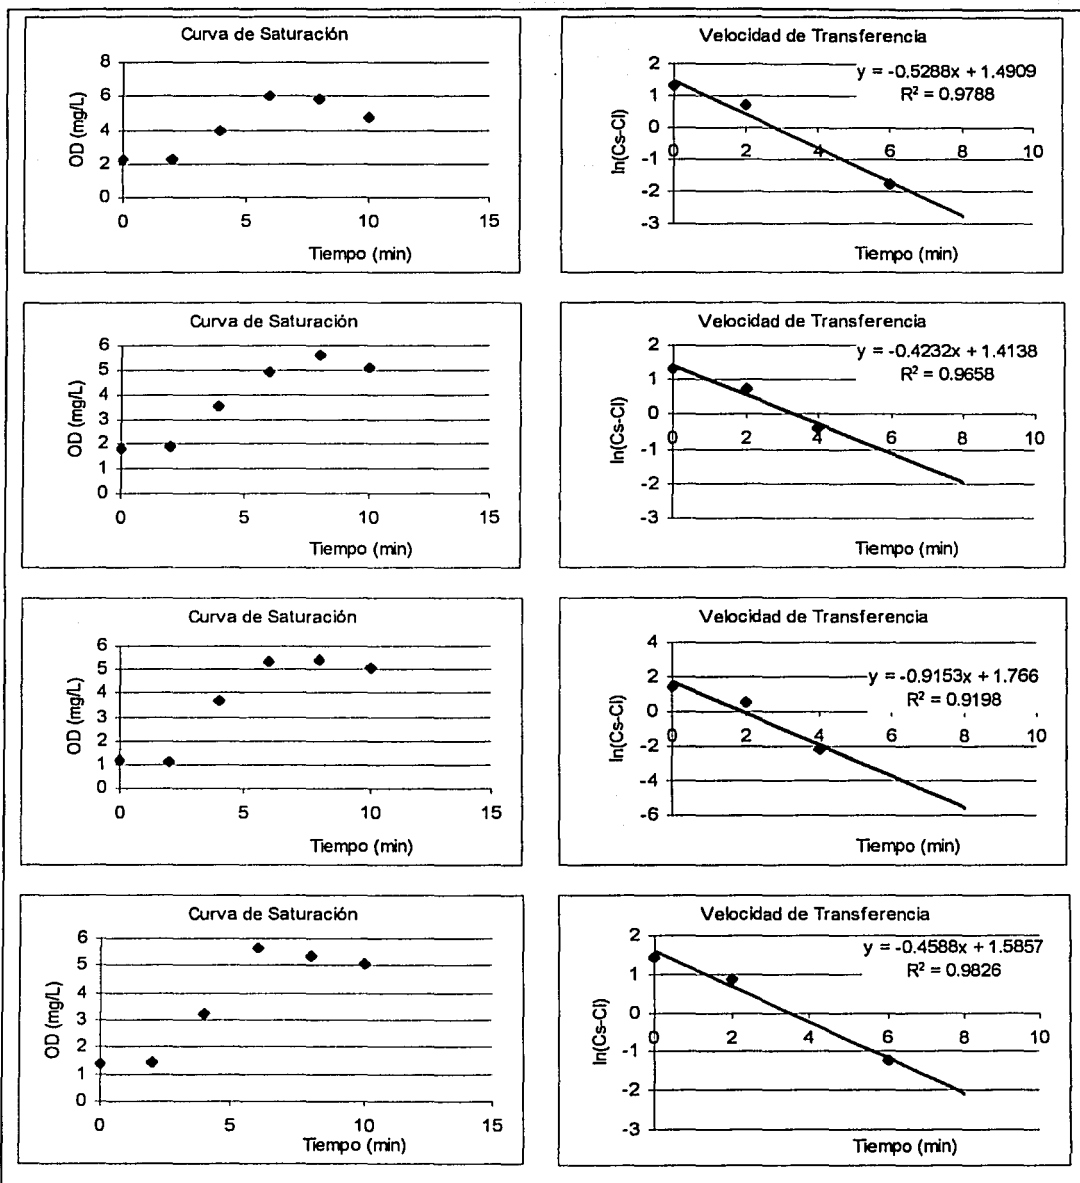 Curva de Saturación
OD (mg/L)
8
6
4
2
0
0 5 10 15
Tiempo (min)
Velocidad de Transferencia
y = -0.5288x + 1.4909
R² = 0.9788
ln(Cs-Cl)
2
1
0
-1
-2
-3
0 2 4 6 8 10
Tiempo (min)
Curva de Saturación
OD (mg/L)
6
5
4
3
2
1
0
0 5 10 15
Tiempo (min)
Velocidad de Transferencia
y = -0.4232x + 1.4138
R² = 0.9658
ln(Cs-Cl)
2
1
0
-1
-2
-3
0 2 4 6 8 10
Tiempo (min)
Curva de Saturación
OD (mg/L)
6
5
4
3
2
1
0
0 5 10 15
Tiempo (min)
Velocidad de Transferencia
y = -0.9153x + 1.766
R² = 0.9198
ln(Cs-Cl)
4
2
0
-2
-4
-6
0 2 4 6 8 10
Tiempo (min)
Curva de Saturación
OD (mg/L)
6
5
4
3
2
1
0
0 5 10 15
Tiempo (min)
Velocidad de Transferencia
y = -0.4588x + 1.5857
R² = 0.9826
ln(Cs-Cl)
2
1
0
-1
-2
-3
0 2 4 6 8 10
Tiempo (min)